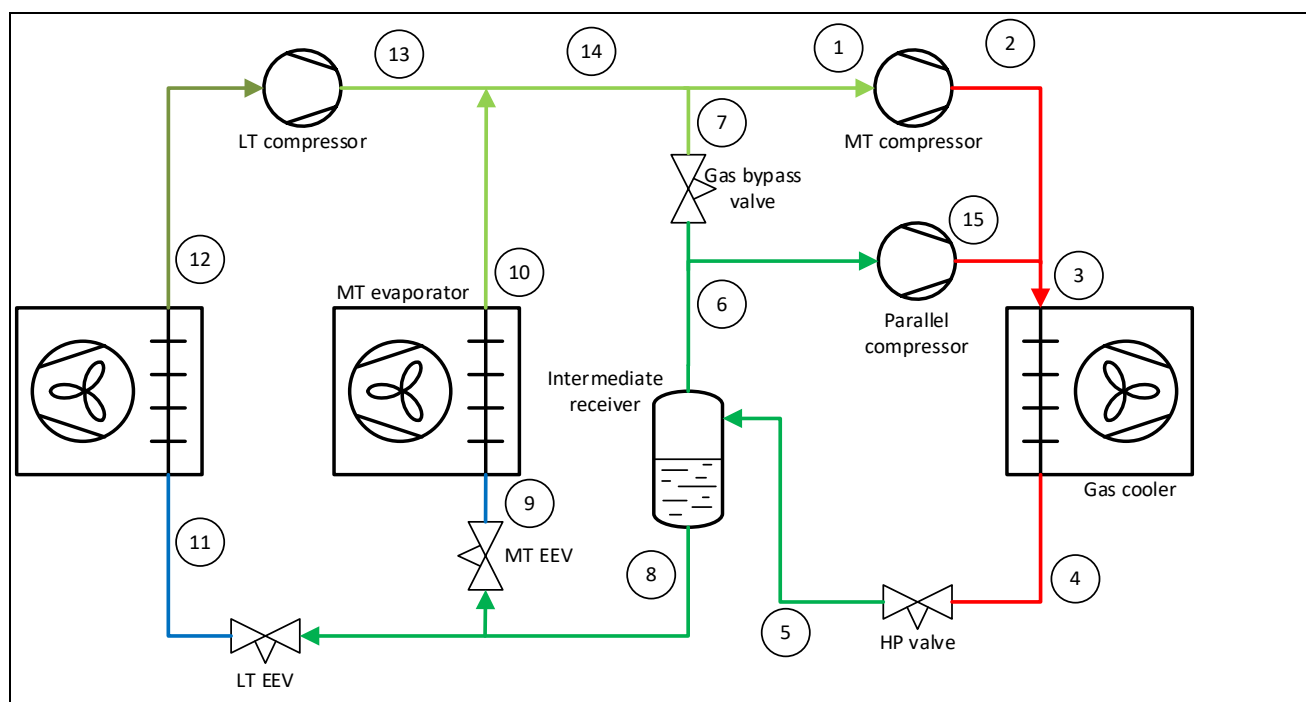 13
14
1
2
LT compressor
7
MT compressor
Gas bypass
valve
15
12
10
MT evaporator
6
3
Parallel
compressor
Intermediate
receiver
Gas cooler
9
11
MT EEV
8
4
5
HP valve
LT EEV